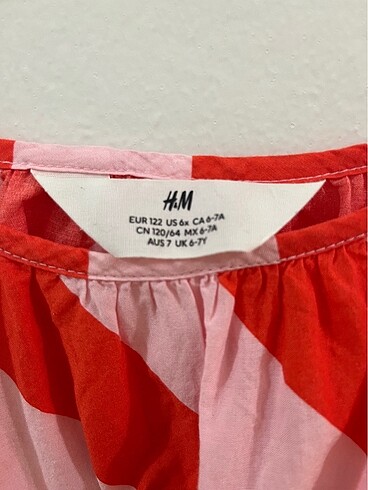 H&M
EUR 122 US 6x CA 6-7A
CN 120/64 MX 6-7A
AUS 7 UK 6-7Y